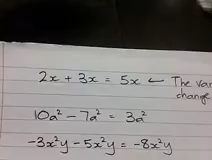 2x + 3x = 5x ← The var
change
10a² - 7a² = 3a²
-3x²y - 5x²y = -8x²y